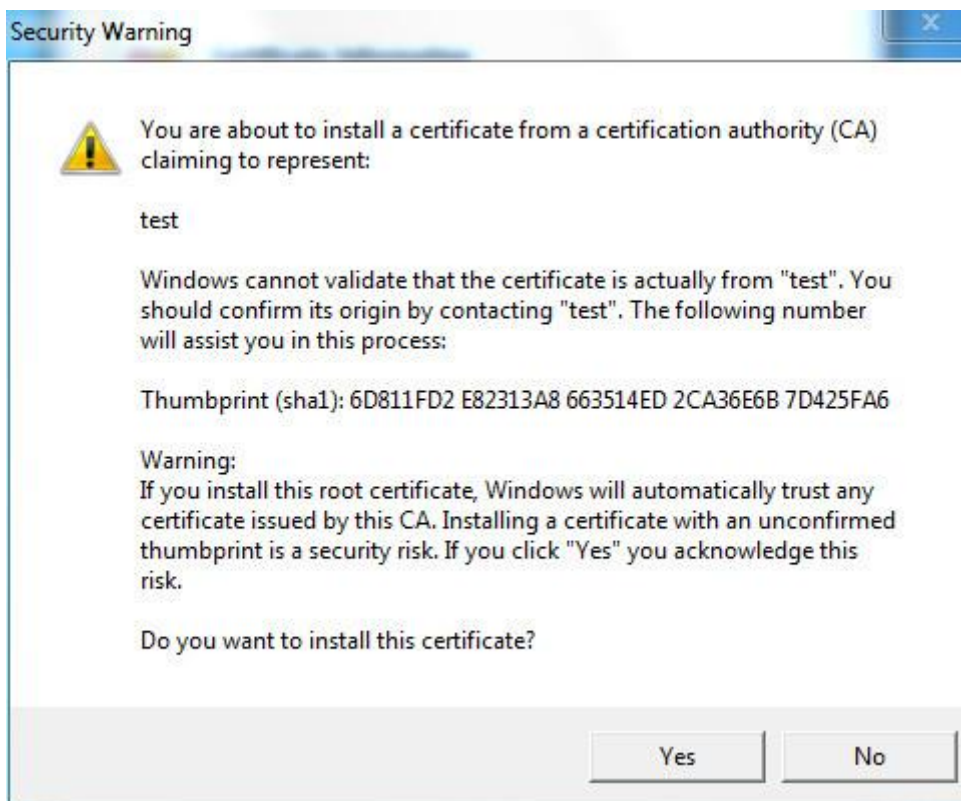 Security Warning
You are about to install a certificate from a certification authority (CA)
claiming to represent:
test
Windows cannot validate that the certificate is actually from "test". You
should confirm its origin by contacting "test". The following number
will assist you in this process:
Thumbprint (sha1): 6D811FD2 E82313A8 663514ED 2CA36E6B 7D425FA6
Warning:
If you install this root certificate, Windows will automatically trust any
certificate issued by this CA. Installing a certificate with an unconfirmed
thumbprint is a security risk. If you click "Yes" you acknowledge this
risk.
Do you want to install this certificate?
Yes No